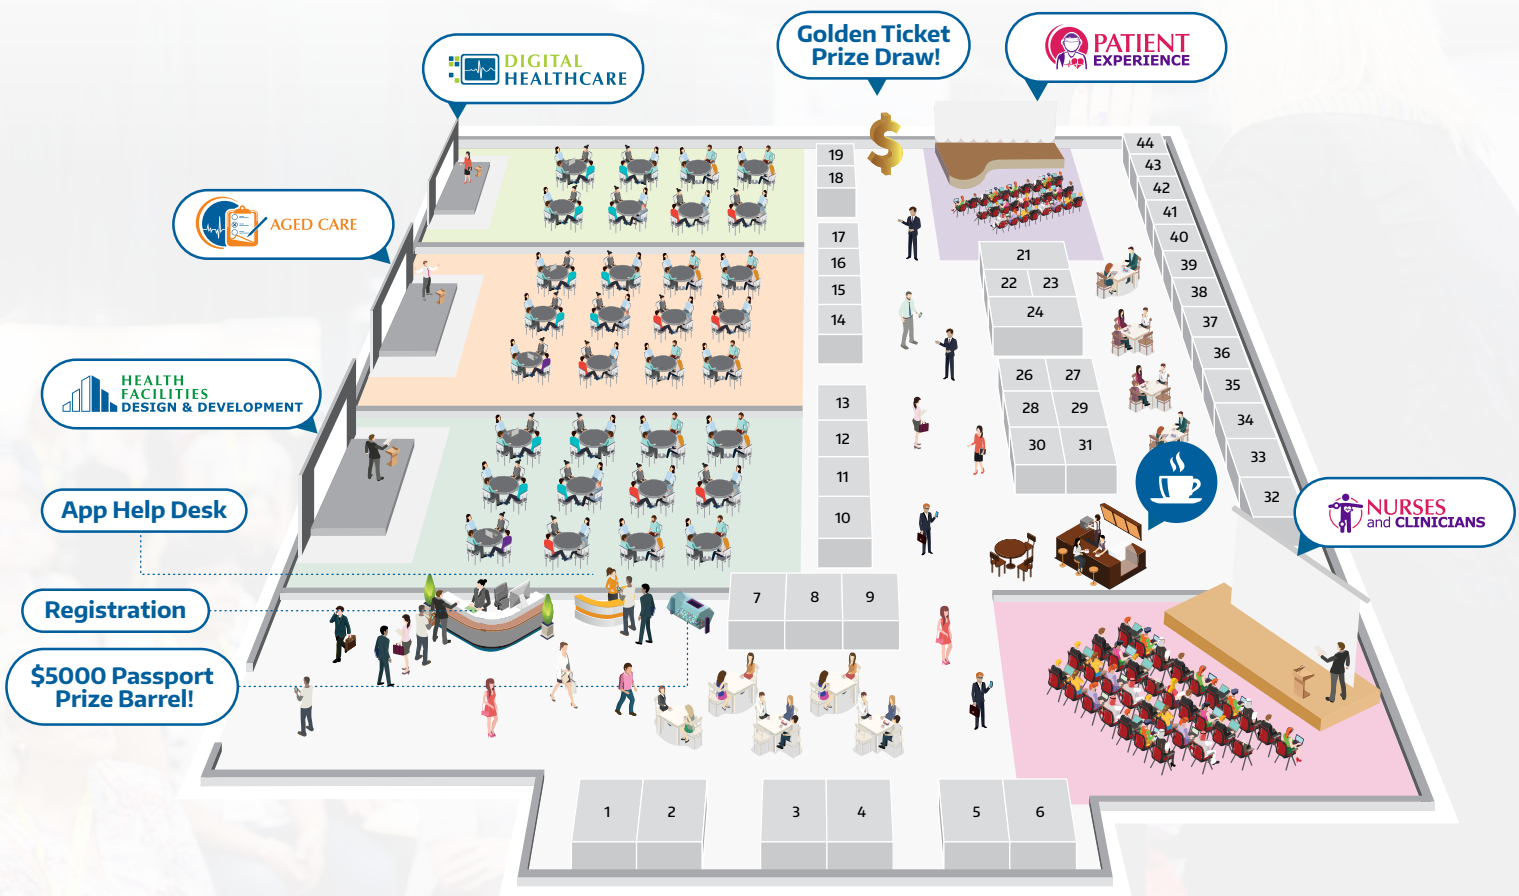 Golden Ticket
Prize Draw!
PATIENT
EXPERIENCE
DIGITAL
HEALTHCARE
AGED CARE
HEALTH
FACILITIES
DESIGN & DEVELOPMENT
App Help Desk
Registration
$5000 Passport
Prize Barrel!
NURSES
and CLINICIANS
19
18
17
16
15
14
13
12
11
10
7 8 9
21
22 23
24
26 27
28 29
30 31
44
43
42
41
40
39
38
37
36
35
34
33
32
1 2 3 4 5 6